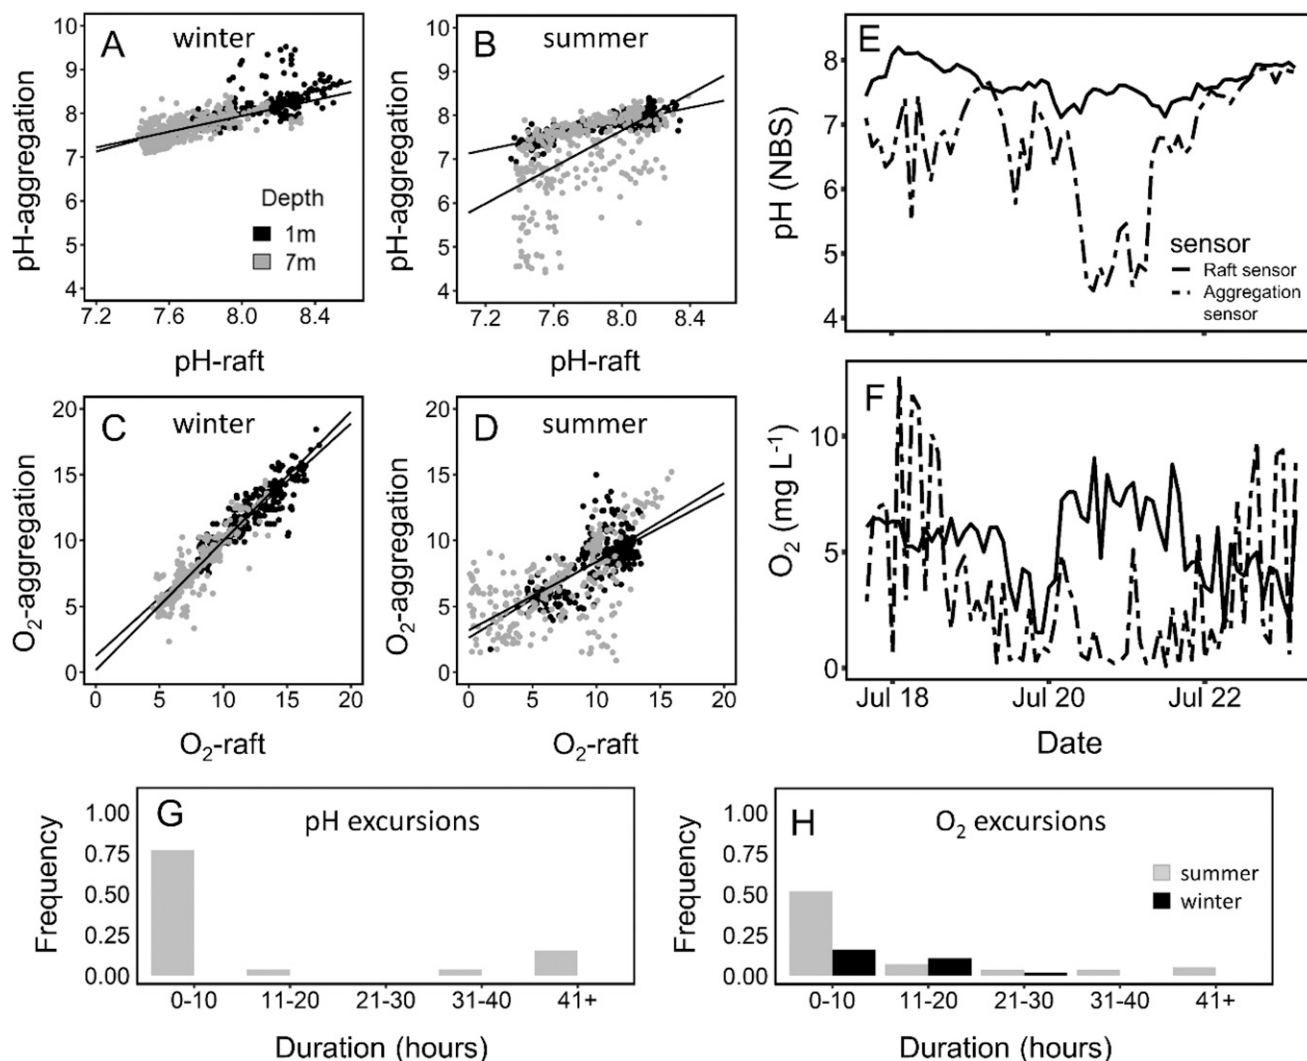 A winter
10
9
8
7
6
5
4
pH-aggregation
Depth
1m
7m
7.2 7.6 8.0 8.4
pH-raft
B summer
10
9
8
7
6
5
4
pH-aggregation
7.2 7.6 8.0 8.4
pH-raft
E
8
7
6
5
4
pH (NBS)
sensor
Raft sensor
Aggregation
sensor
C winter
20
15
10
5
0
O₂-aggregation
0 5 10 15 20
O₂-raft
D summer
20
15
10
5
0
O₂-aggregation
0 5 10 15 20
O₂-raft
F
10
5
0
O₂ (mg L⁻¹)
Jul 18 Jul 20 Jul 22
Date
G pH excursions
1.00
0.75
0.50
0.25
0.00
Frequency
0-10 11-20 21-30 31-40 41+
Duration (hours)
H O₂ excursions
1.00
0.75
0.50
0.25
0.00
Frequency
summer
winter
0-10 11-20 21-30 31-40 41+
Duration (hours)